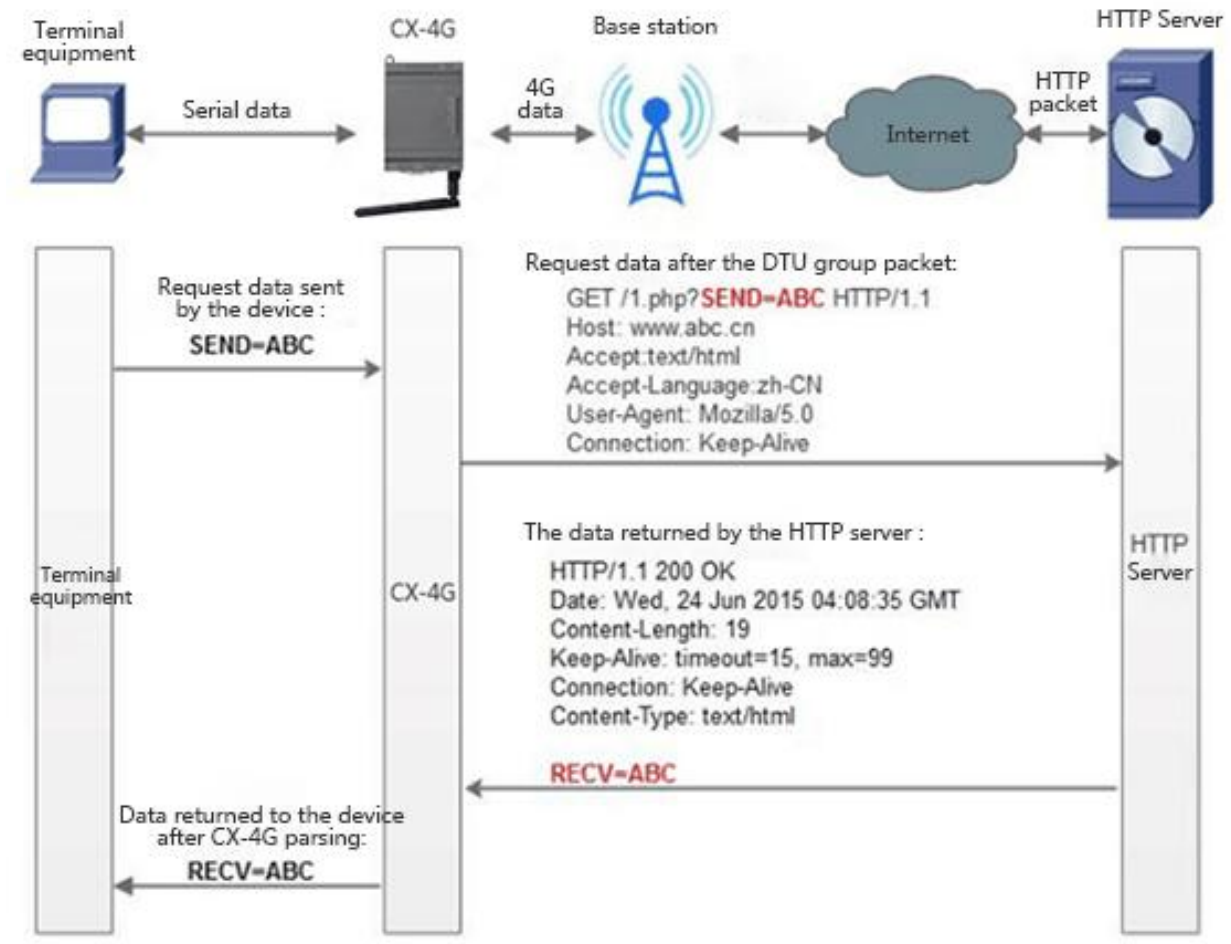 Terminal
equipment
CX-4G
Base station
HTTP Server
Serial data
4G
data
Internet
HTTP
packet
Request data sent
by the device :
SEND=ABC
Request data after the DTU group packet:
GET /1.php?SEND=ABC HTTP/1.1
Host: www.abc.cn
Accept:text/html
Accept-Language:zh-CN
User-Agent: Mozilla/5.0
Connection: Keep-Alive
The data returned by the HTTP server :
HTTP/1.1 200 OK
Date: Wed, 24 Jun 2015 04:08:35 GMT
Content-Length: 19
Keep-Alive: timeout=15, max=99
Connection: Keep-Alive
Content-Type: text/html
RECV=ABC
Terminal
equipment
CX-4G
HTTP
Server
Data returned to the device
after CX-4G parsing:
RECV=ABC